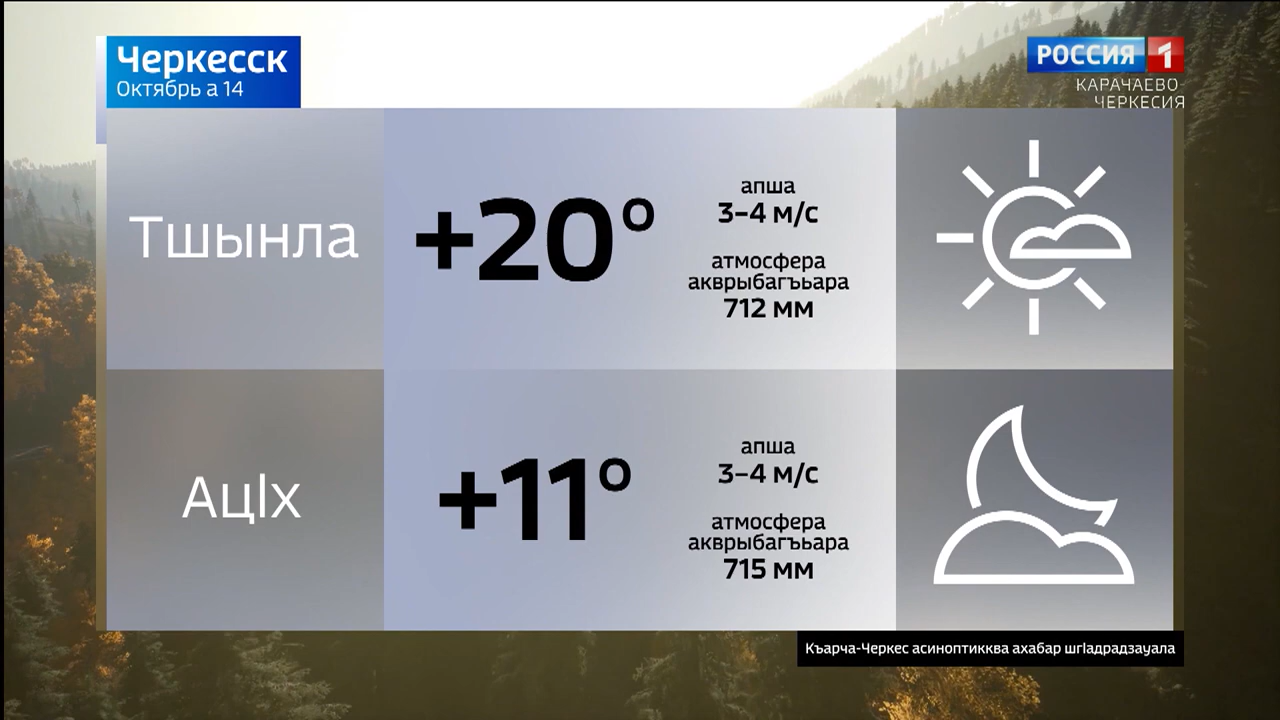 Черкесск
Октябрь а 14
РОССИЯ 1
КАРАЧАЕВО-
ЧЕРКЕСИЯ
Тшынла
+20°
апша
3–4 м/с
атмосфера
акврыбагъьара
712 мм
АцӀх
+11°
апша
3–4 м/с
атмосфера
акврыбагъьара
715 мм
Къарча-Черкес асиноптикква ахабар шгӀадрадзауала